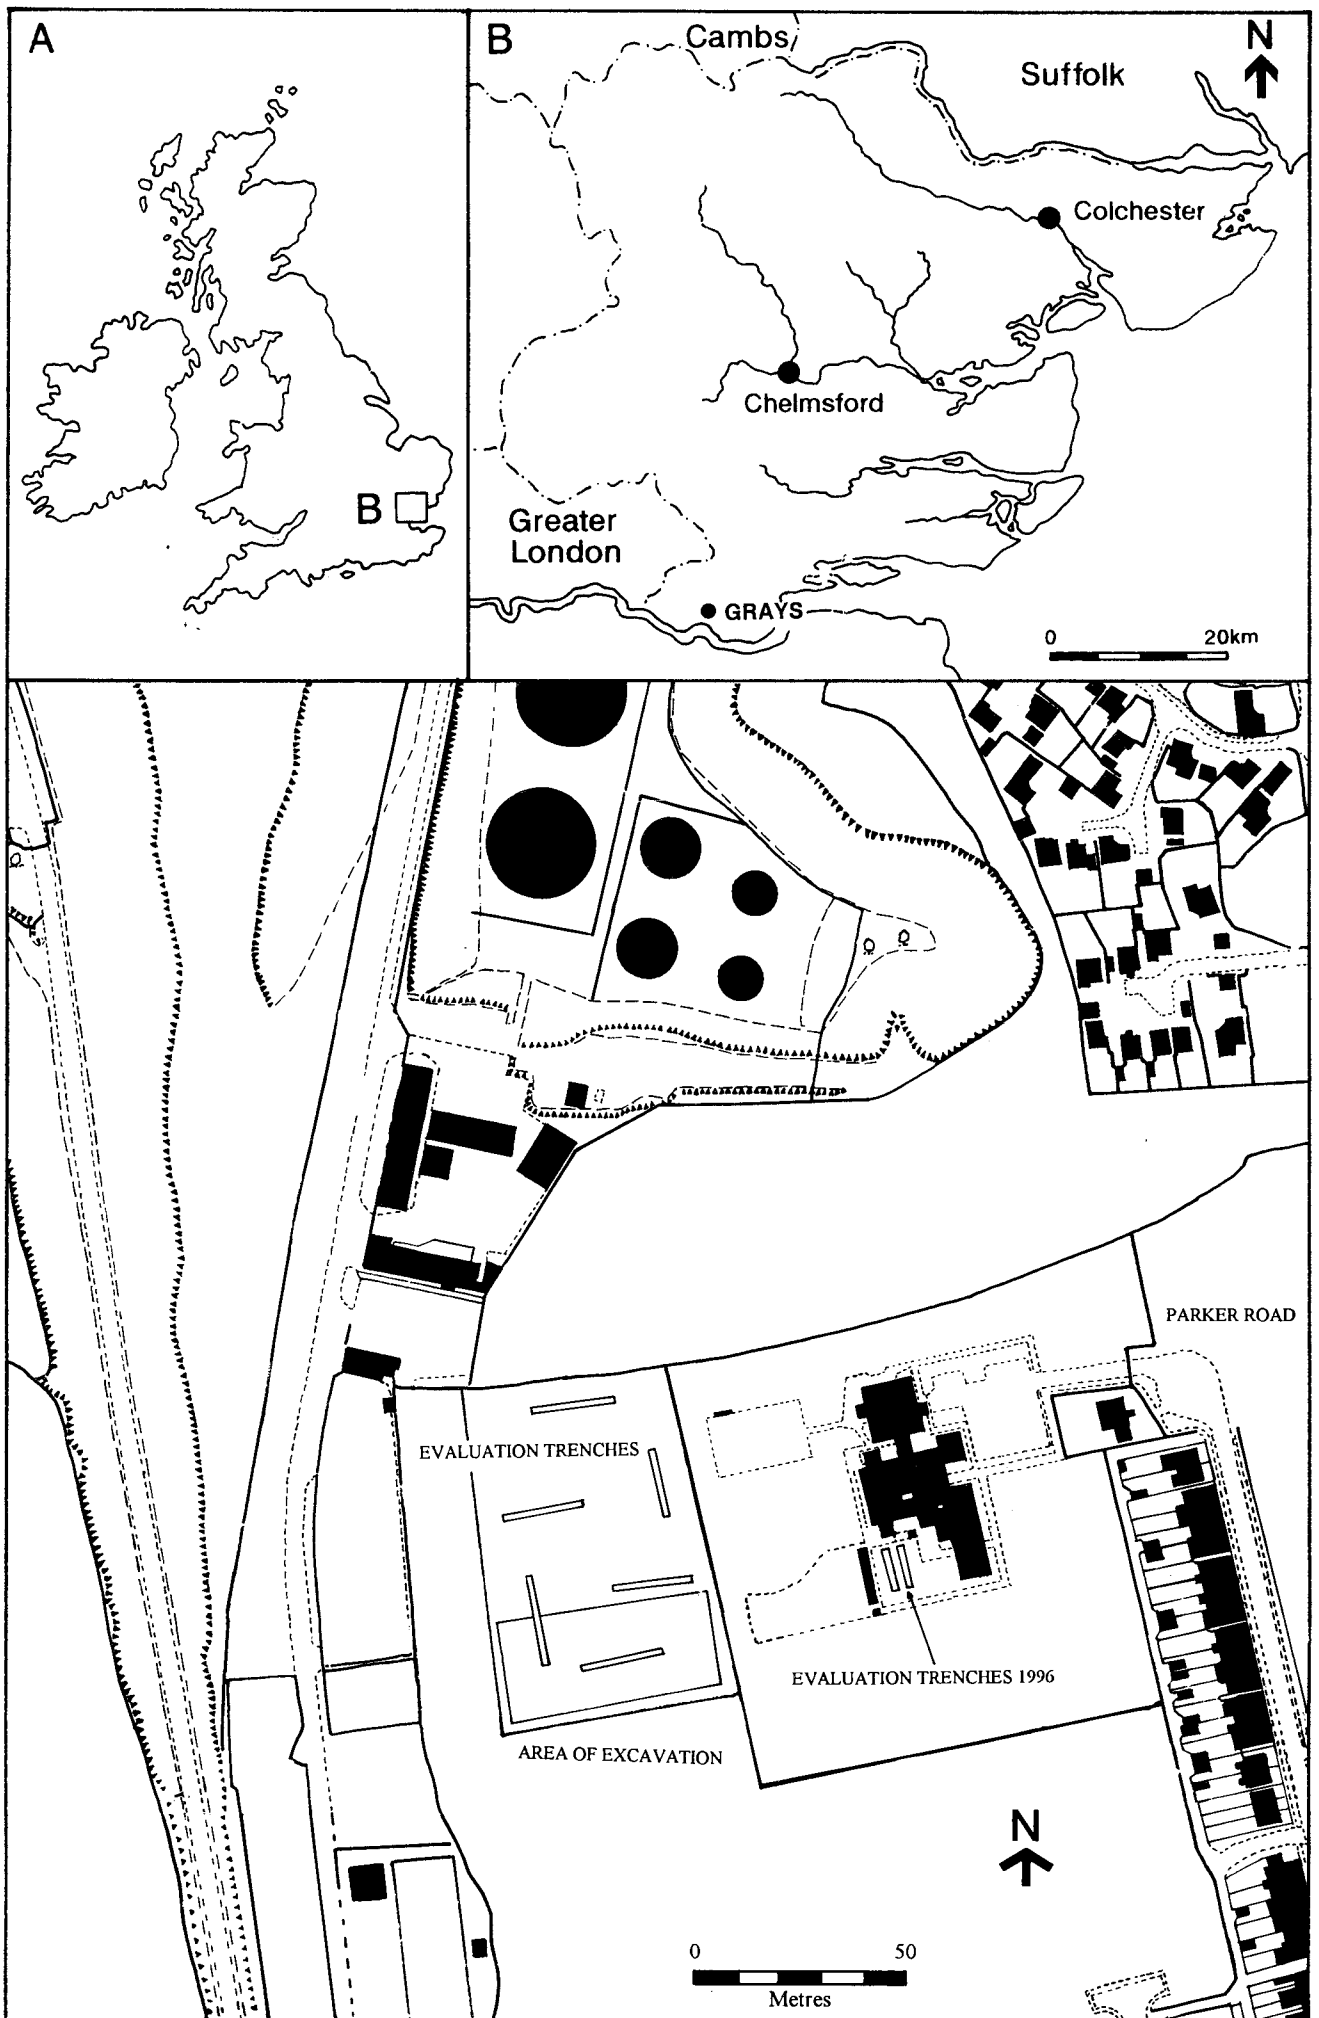 A
B
B
Cambs
Suffolk
N
Colchester
Chelmsford
Greater
London
GRAYS
0 20km
PARKER ROAD
EVALUATION TRENCHES
EVALUATION TRENCHES 1996
AREA OF EXCAVATION
N
0 50
Metres